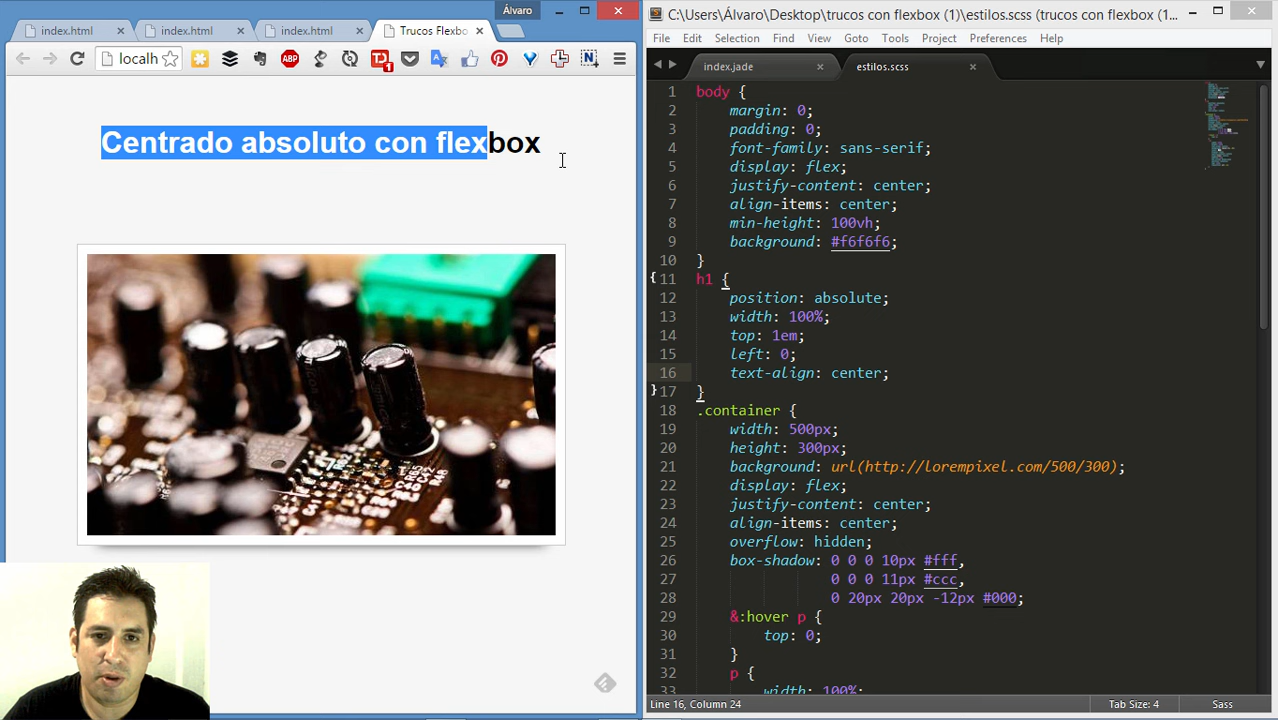 Álvaro
index.html
index.html
index.html
Trucos Flexbo
localh
ABP
1
Centrado absoluto con flexbox
C:\Users\Álvaro\Desktop\trucos con flexbox (1)\estilos.scss (trucos con flexbox (1...
File Edit Selection Find View Goto Tools Project Preferences Help
index.jade
estilos.scss
1 body {
2 margin: 0;
3 padding: 0;
4 font-family: sans-serif;
5 display: flex;
6 justify-content: center;
7 align-items: center;
8 min-height: 100vh;
9 background: #f6f6f6;
10 }
11 h1 {
12 position: absolute;
13 width: 100%;
14 top: 1em;
15 left: 0;
16 text-align: center;
17 }
18 .container {
19 width: 500px;
20 height: 300px;
21 background: url(http://lorempixel.com/500/300);
22 display: flex;
23 justify-content: center;
24 align-items: center;
25 overflow: hidden;
26 box-shadow: 0 0 0 10px #fff,
27 0 0 0 11px #ccc,
28 0 20px 20px -12px #000;
29 &:hover p {
30 top: 0;
31 }
32 p {
33 width: 100%;
Line 16, Column 24
Tab Size: 4
Sass